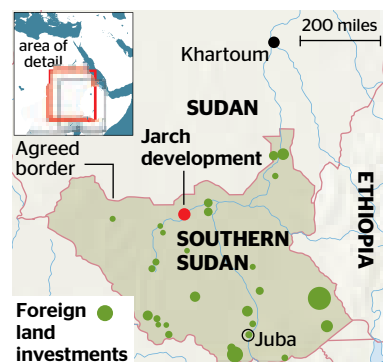 area of
detail
200 miles
Khartoum
SUDAN
Agreed
border
Jarch
development
ETHIOPIA
SOUTHERN
SUDAN
Foreign
land
investments
Juba